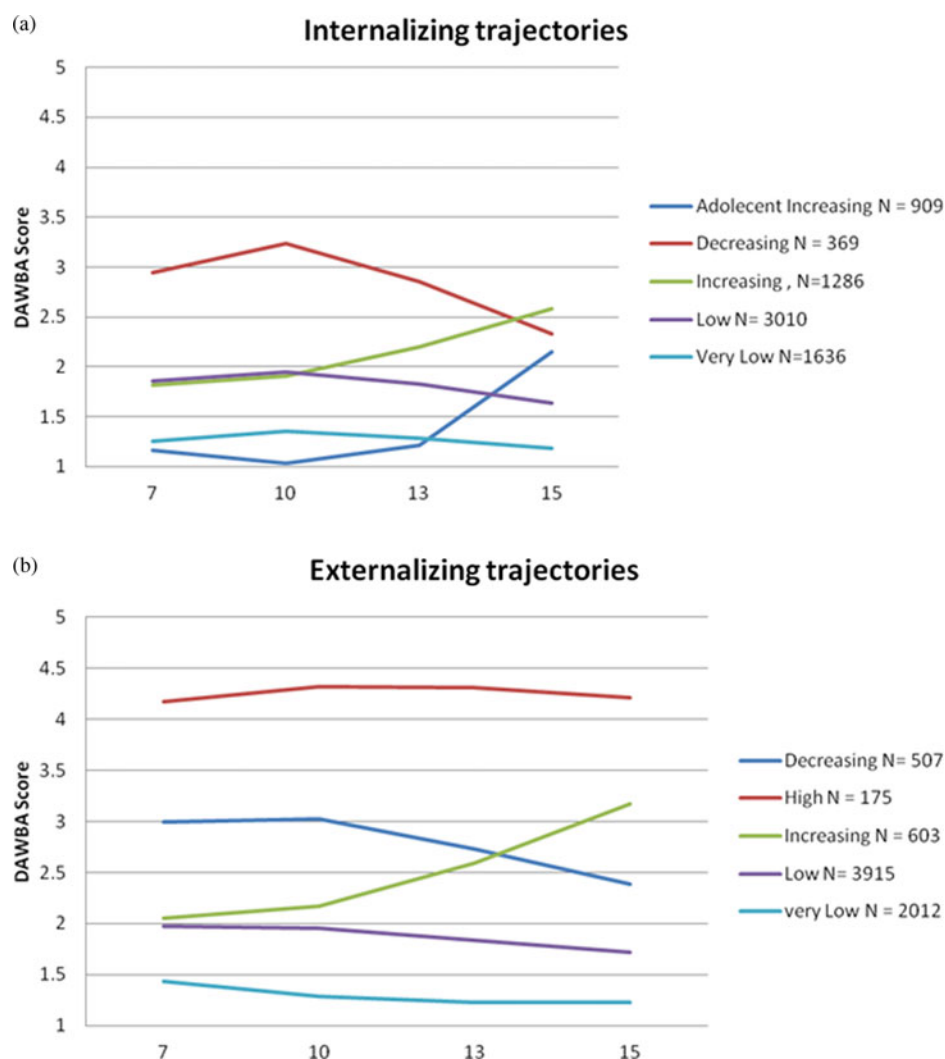 (a)
Internalizing trajectories
5
4.5
4
3.5
3
2.5
2
1.5
1
DAWBA Score
7 10 13 15
Adolecent Increasing N = 909
Decreasing N = 369
Increasing , N=1286
Low N= 3010
Very Low N=1636
(b)
Externalizing trajectories
5
4.5
4
3.5
3
2.5
2
1.5
1
DAWBA Score
7 10 13 15
Decreasing N= 507
High N = 175
Increasing N = 603
Low N= 3915
very Low N = 2012